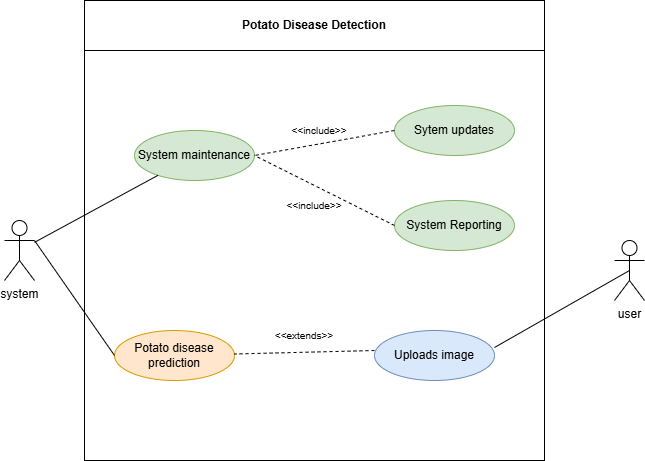 Potato Disease Detection
<<include>>
Sytem updates
System maintenance
<<include>>
System Reporting
system
user
<<extends>>
Potato disease
prediction
Uploads image